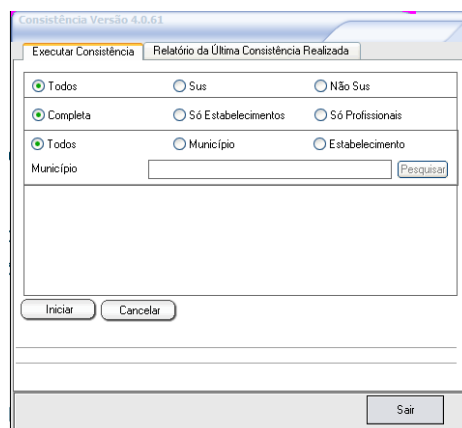 Consistência Versão 4.0.61
Executar Consistência Relatório da Última Consistência Realizada
Todos Sus Não Sus
Completa Só Estabelecimentos Só Profissionais
Todos Município Estabelecimento
Município Pesquisar
Iniciar Cancelar
Sair